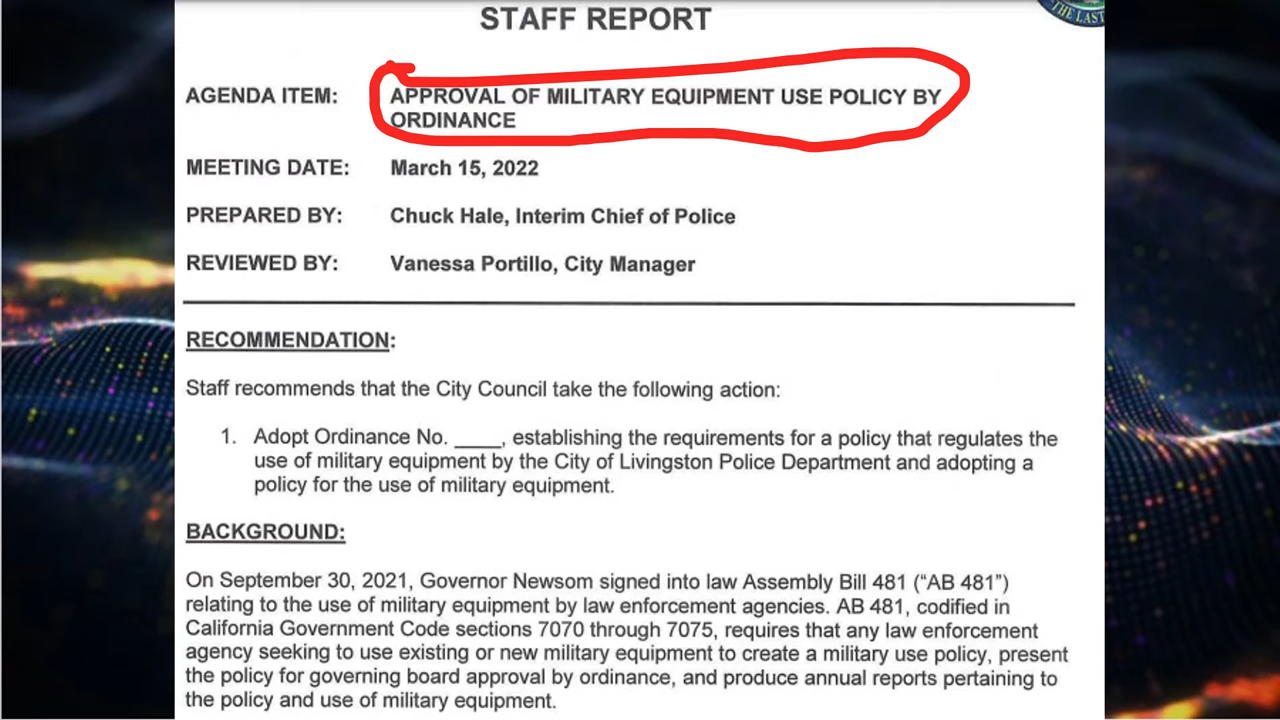 THE LAST
STAFF REPORT
AGENDA ITEM: APPROVAL OF MILITARY EQUIPMENT USE POLICY BY
ORDINANCE
MEETING DATE: March 15, 2022
PREPARED BY: Chuck Hale, Interim Chief of Police
REVIEWED BY: Vanessa Portillo, City Manager
RECOMMENDATION:
Staff recommends that the City Council take the following action:
1. Adopt Ordinance No. ____, establishing the requirements for a policy that regulates the
use of military equipment by the City of Livingston Police Department and adopting a
policy for the use of military equipment.
BACKGROUND:
On September 30, 2021, Governor Newsom signed into law Assembly Bill 481 (“AB 481”)
relating to the use of military equipment by law enforcement agencies. AB 481, codified in
California Government Code sections 7070 through 7075, requires that any law enforcement
agency seeking to use existing or new military equipment to create a military use policy, present
the policy for governing board approval by ordinance, and produce annual reports pertaining to
the policy and use of military equipment.